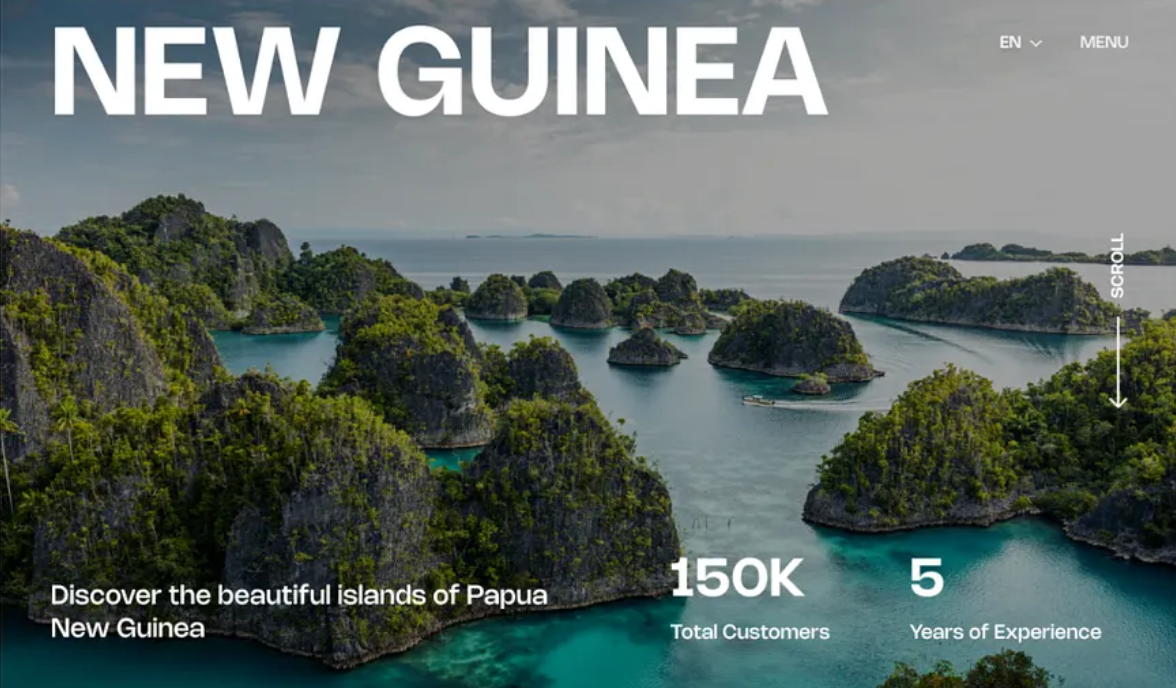 NEW GUINEA
EN
MENU
SCROLL
Discover the beautiful islands of Papua
New Guinea
150K
Total Customers
5
Years of Experience